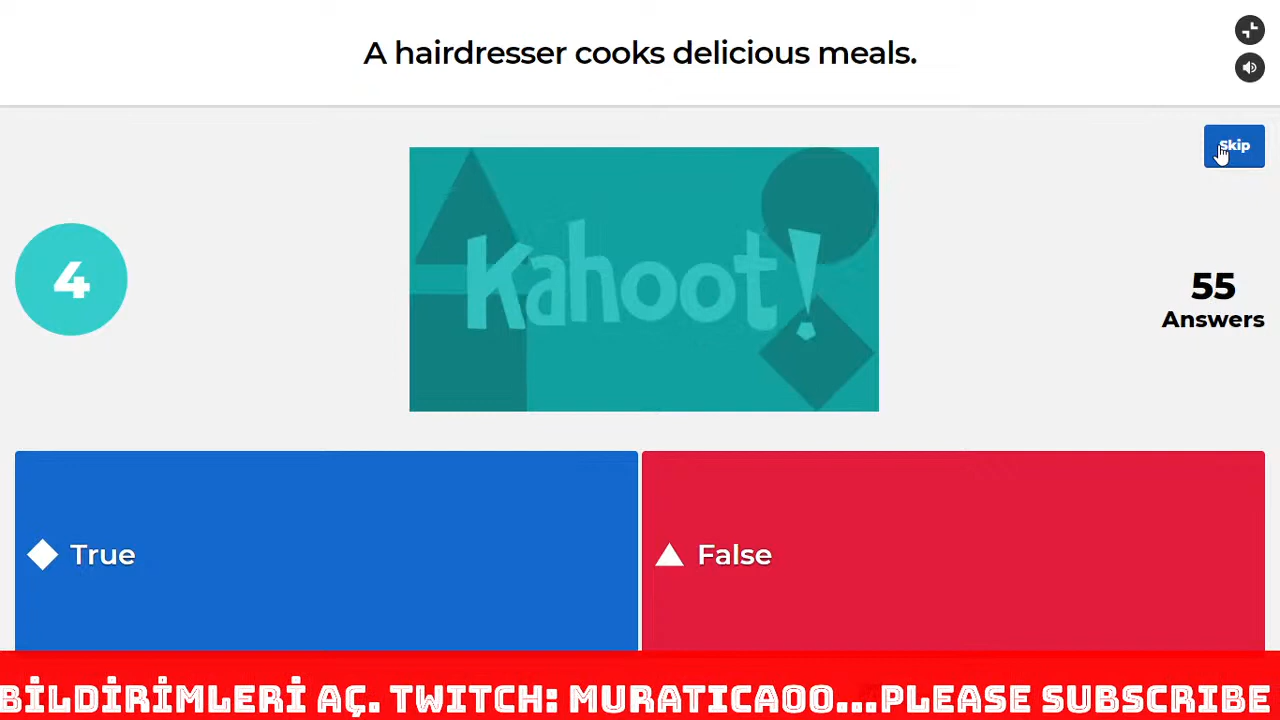 A hairdresser cooks delicious meals.
Skip
Kahoot!
4
55
Answers
True
False
BİLDİRİMLERİ AÇ. TWITCH: MURATICAOO...PLEASE SUBSCRIBE